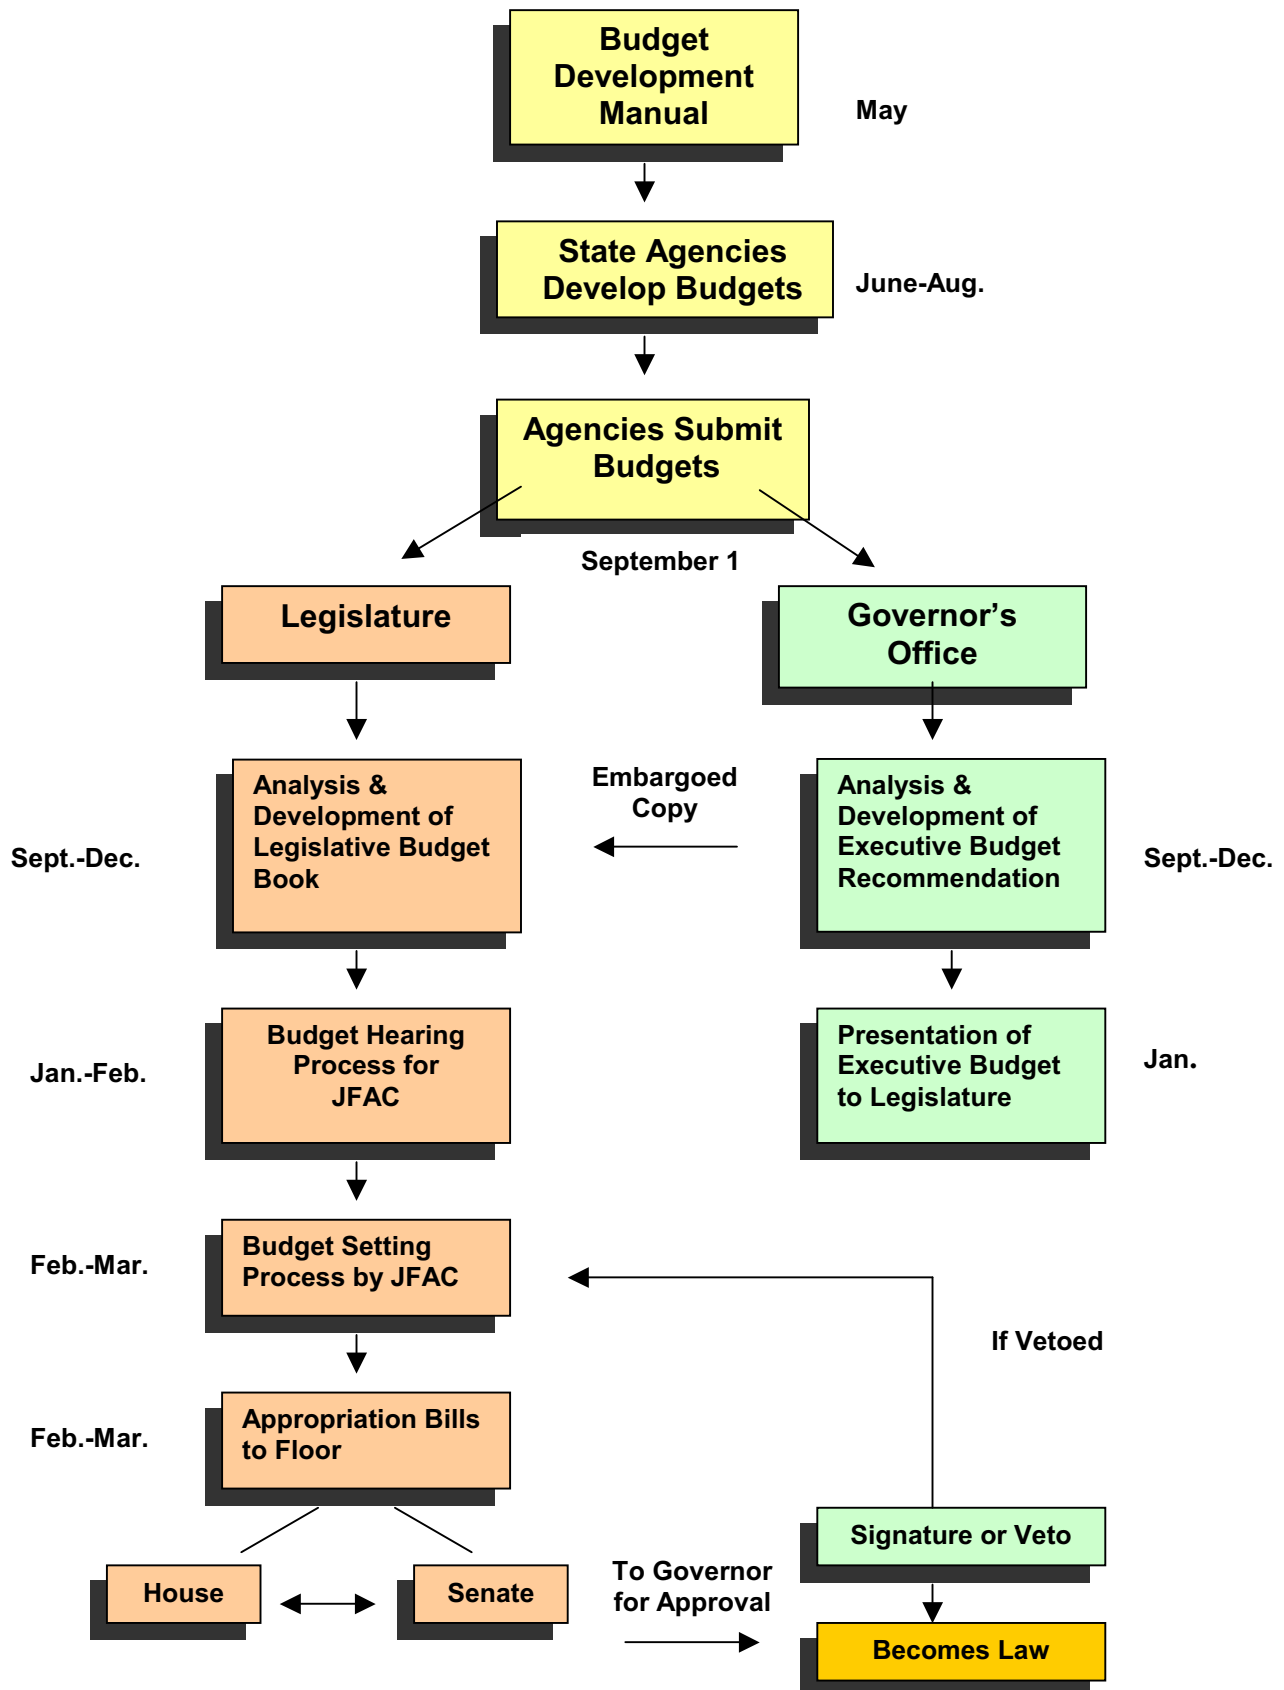 Budget
Development
Manual
May
State Agencies
Develop Budgets
June-Aug.
Agencies Submit
Budgets
September 1
Legislature
Governor’s
Office
Sept.-Dec.
Analysis &
Development of
Legislative Budget
Book
Embargoed
Copy
Analysis &
Development of
Executive Budget
Recommendation
Sept.-Dec.
Jan.-Feb.
Budget Hearing
Process for
JFAC
Presentation of
Executive Budget
to Legislature
Jan.
Feb.-Mar.
Budget Setting
Process by JFAC
If Vetoed
Feb.-Mar.
Appropriation Bills
to Floor
Signature or Veto
House
Senate
To Governor
for Approval
Becomes Law